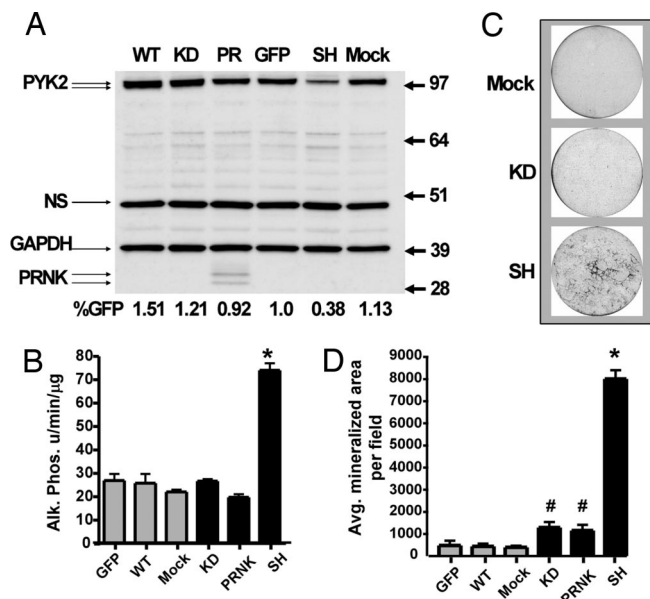 A
WT KD PR GFP SH Mock
PYK2
97
64
NS
51
GAPDH
39
PRNK
28
%GFP 1.51 1.21 0.92 1.0 0.38 1.13
C
Mock
KD
SH
B
Alk. Phos. u/min/µg
80
70
60
50
40
30
20
10
0
*
GFP WT Mock KD PRNK SH
D
Avg. mineralized area
per field
9000
8000
7000
6000
5000
4000
3000
2000
1000
0
# # *
GFP WT Mock KD PRNK SH